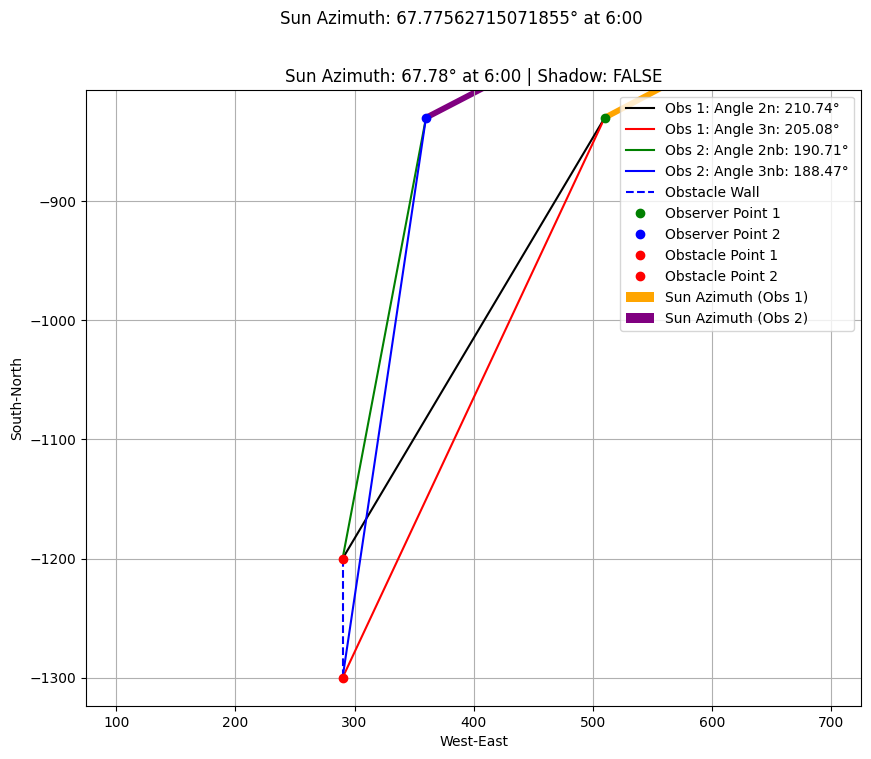 Sun Azimuth: 67.77562715071855° at 6:00
Sun Azimuth: 67.78° at 6:00 | Shadow: FALSE
Obs 1: Angle 2n: 210.74°
Obs 1: Angle 3n: 205.08°
Obs 2: Angle 2nb: 190.71°
Obs 2: Angle 3nb: 188.47°
Obstacle Wall
Observer Point 1
Observer Point 2
Obstacle Point 1
Obstacle Point 2
Sun Azimuth (Obs 1)
Sun Azimuth (Obs 2)
South-North
−900
−1000
−1100
−1200
−1300
100 200 300 400 500 600 700
West-East